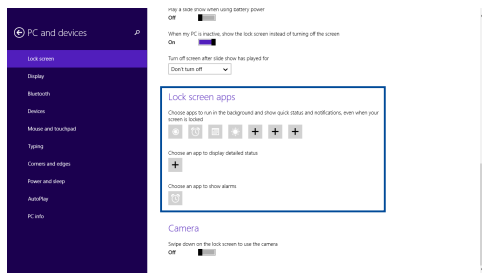 PC and devices
Lock screen
Display
Bluetooth
Devices
Mouse and touchpad
Typing
Corners and edges
Power and sleep
AutoPlay
PC info
Play a slide show when using battery power
Off
When my PC is inactive, show the lock screen instead of turning off the screen
On
Turn off screen after slide show has played for
Don't turn off
Lock screen apps
Choose apps to run in the background and show quick status and notifications, even when your
screen is locked
Choose an app to display detailed status
Choose an app to show alarms
Camera
Swipe down on the lock screen to use the camera
Off